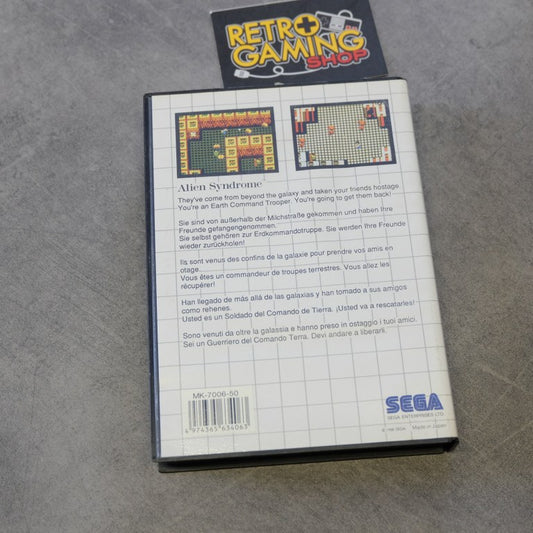 RETRO
GAMING
SHOP
Alien Syndrome
They've come from beyond the galaxy and taken your friends hostage.
You're an Earth Command Trooper. You're going to get them back!
Sie sind von außerhalb der Milchstraße gekommen und haben Ihre
Freunde gefangengenommen.
Sie selbst gehören zur Erdkommandotruppe. Sie werden Ihre Freunde
wieder zurückholen!
Ils sont venus des confins de la galaxie pour prendre vos amis en
otage.
Vous êtes un commandeur de troupes terrestres. Vous allez les
récupérer!
Han llegado de más allá de las galaxias y han tomado a sus amigos
como rehenes.
Usted es un Soldado del Comando de Tierra. ¡Usted va a rescatarles!
Sono venuti da oltre la galassia e hanno preso in ostaggio i tuoi amici.
Sei un Guerriero del Comando Terra. Devi andare a liberarli.
MK-7006-50
4 974365 634063
SEGA
SEGA ENTERPRISES LTD.
SEGA Made in Japan